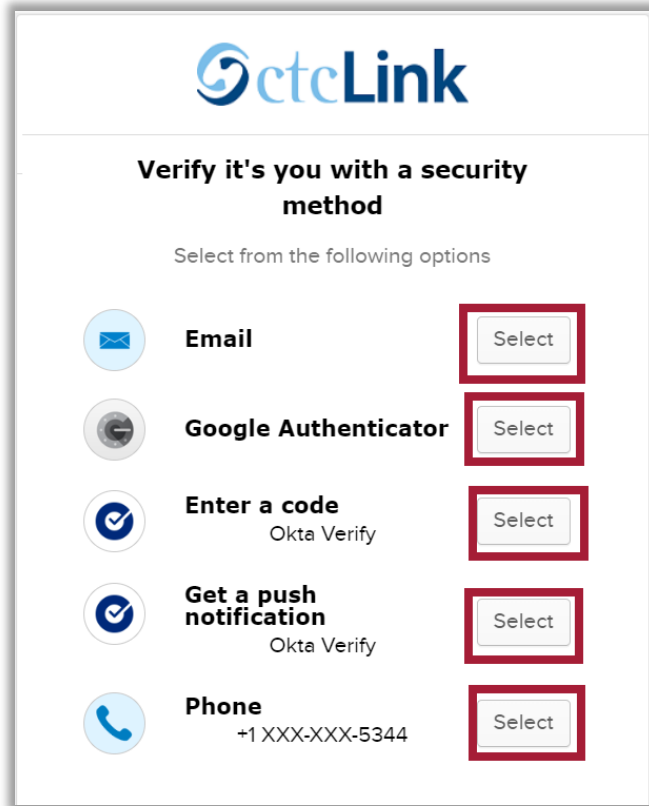 ctcLink
Verify it's you with a security
method
Select from the following options
Email
Select
Google Authenticator
Select
Enter a code
Okta Verify
Select
Get a push
notification
Okta Verify
Select
Phone
+1 XXX-XXX-5344
Select